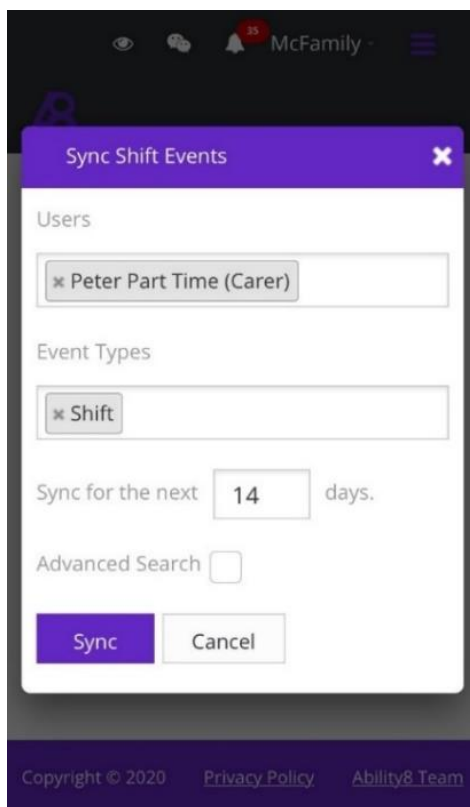 35
McFamily
Sync Shift Events
Users
× Peter Part Time (Carer)
Event Types
× Shift
Sync for the next 14 days.
Advanced Search
Sync Cancel
Copyright © 2020 Privacy Policy Ability8 Team